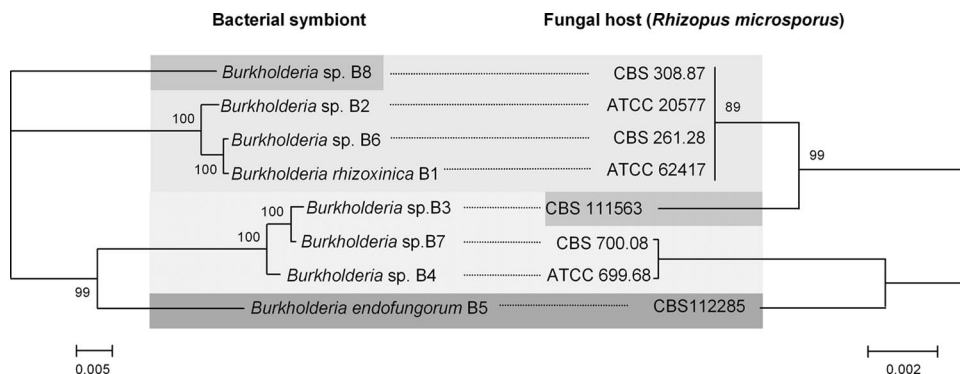 Bacterial symbiont Fungal host (Rhizopus microsporus)
Burkholderia sp. B8 CBS 308.87
Burkholderia sp. B2 ATCC 20577 89
100
Burkholderia sp. B6 CBS 261.28
99
100 Burkholderia rhizoxinica B1 ATCC 62417
Burkholderia sp.B3 CBS 111563
100
100 Burkholderia sp.B7 CBS 700.08
Burkholderia sp. B4 ATCC 699.68
99
Burkholderia endofungorum B5 CBS112285
0.005 0.002